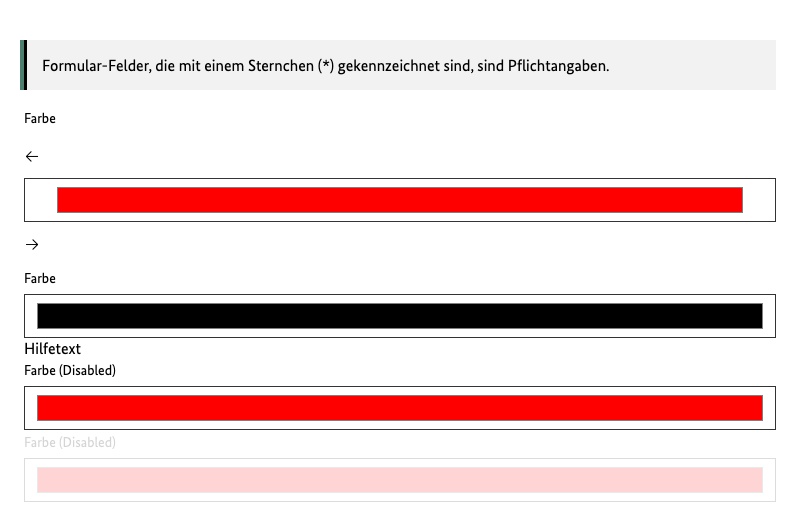 Formular-Felder, die mit einem Sternchen (*) gekennzeichnet sind, sind Pflichtangaben.
Farbe
←
→
Farbe
Hilfetext
Farbe (Disabled)
Farbe (Disabled)